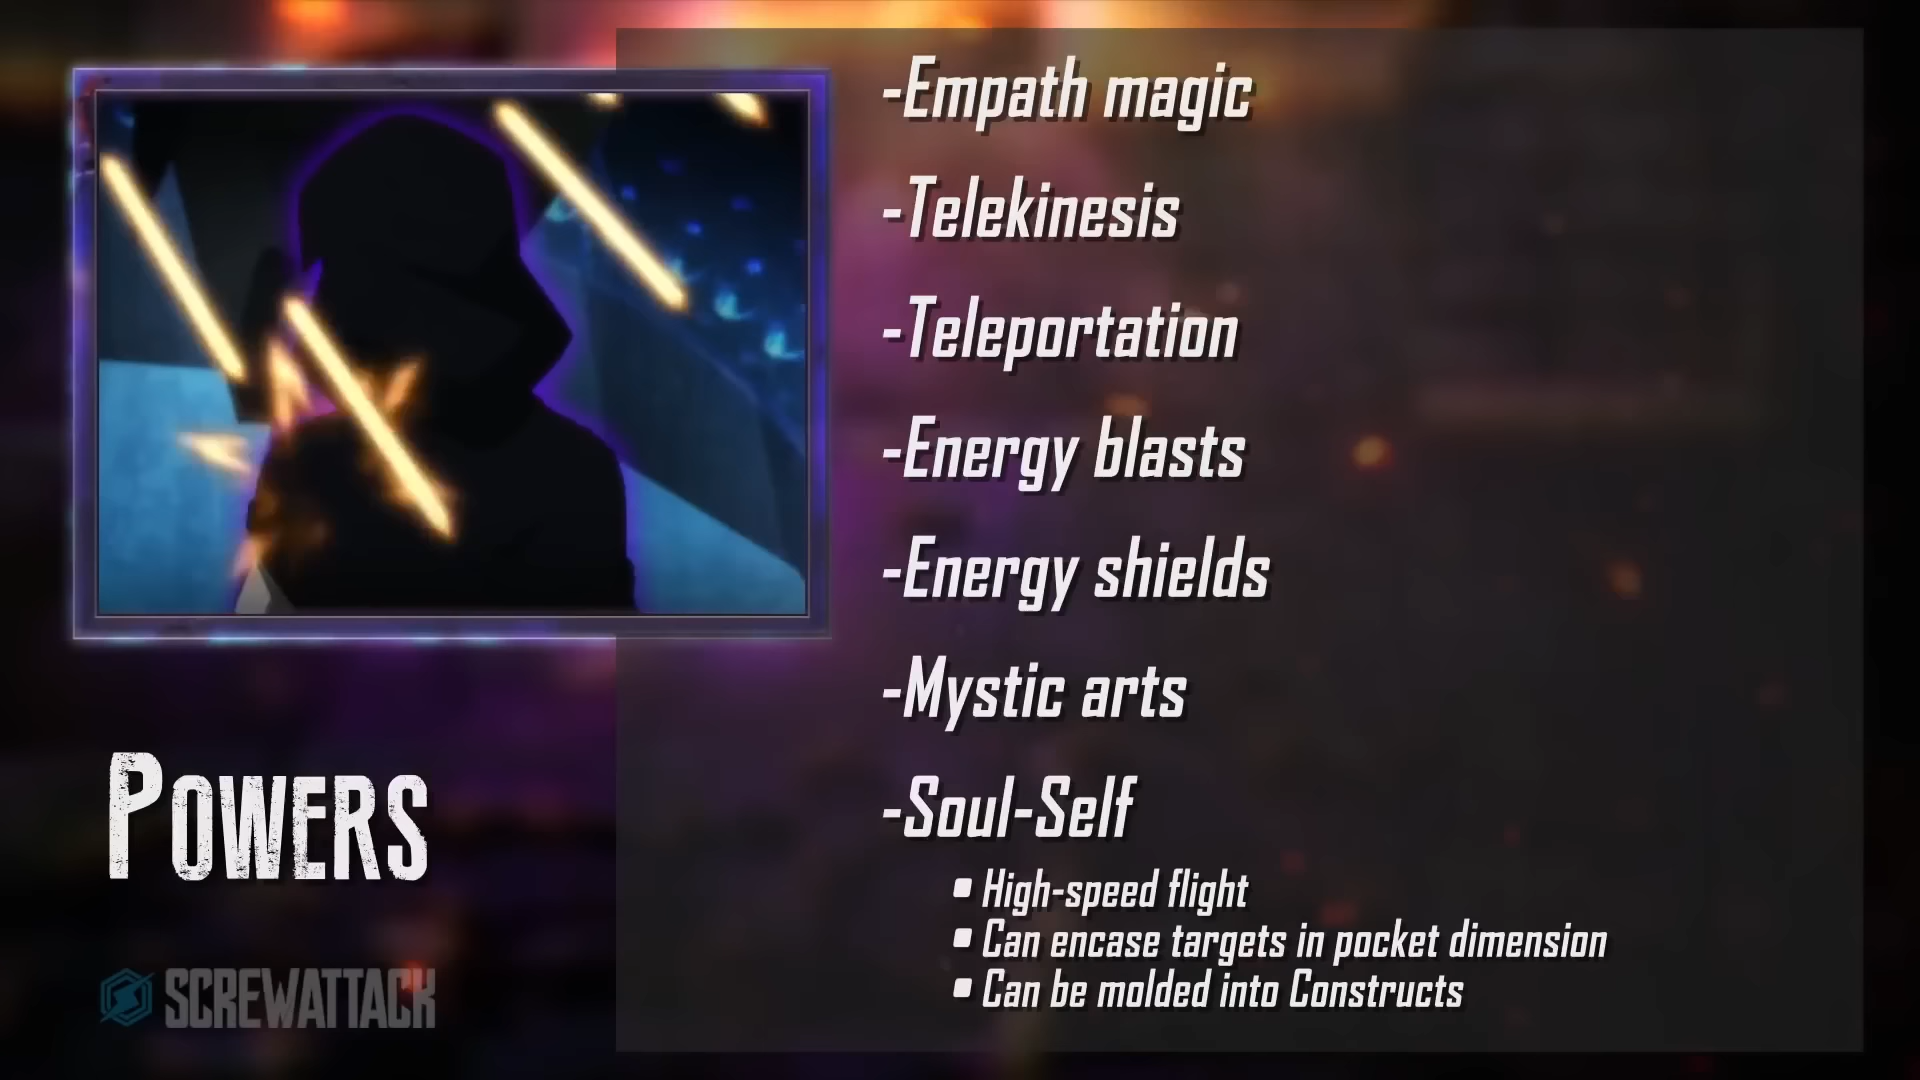 -Empath magic
-Telekinesis
-Teleportation
-Energy blasts
-Energy shields
-Mystic arts
-Soul-Self
▪ High-speed flight
▪ Can encase targets in pocket dimension
▪ Can be molded into Constructs
Powers
SCREWATTACK